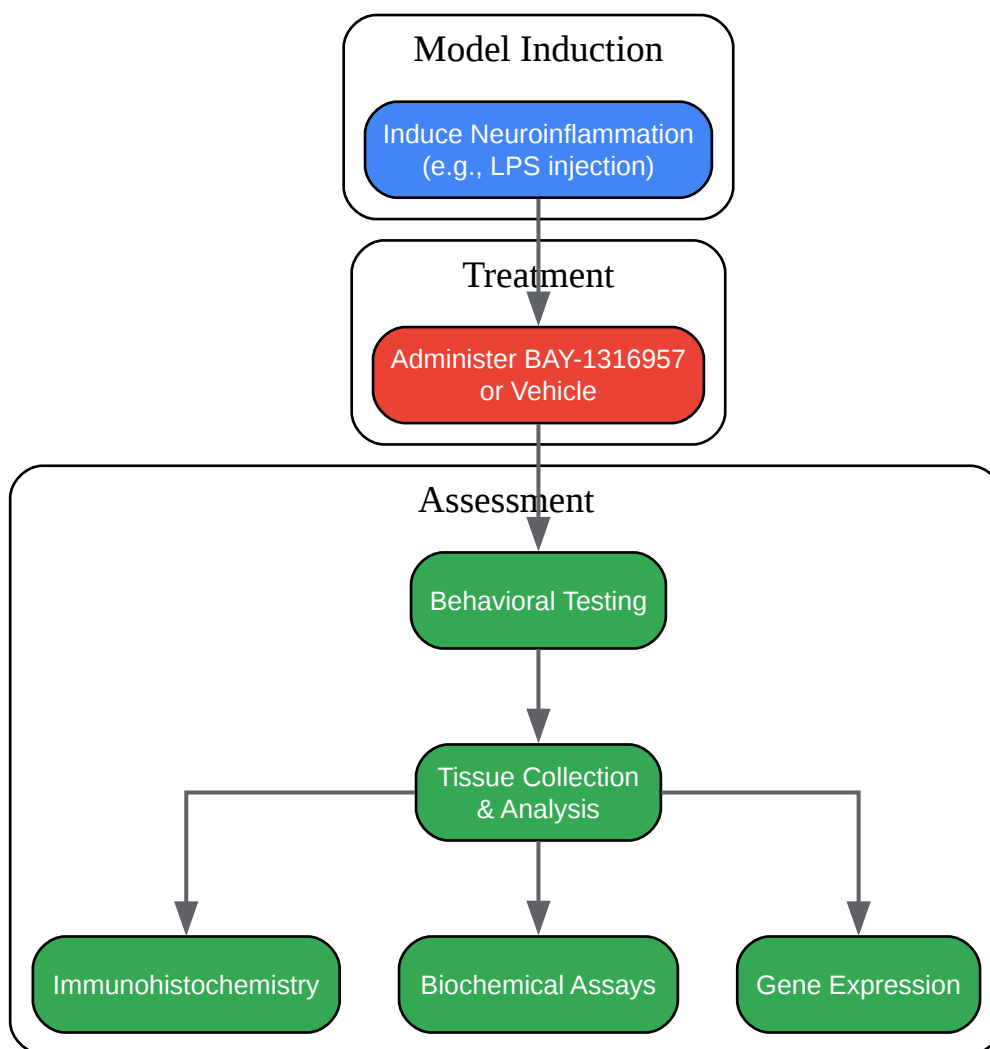 Model Induction
Induce Neuroinflammation
(e.g., LPS injection)
Treatment
Administer BAY-1316957
or Vehicle
Assessment
Behavioral Testing
Tissue Collection
& Analysis
Immunohistochemistry
Biochemical Assays
Gene Expression